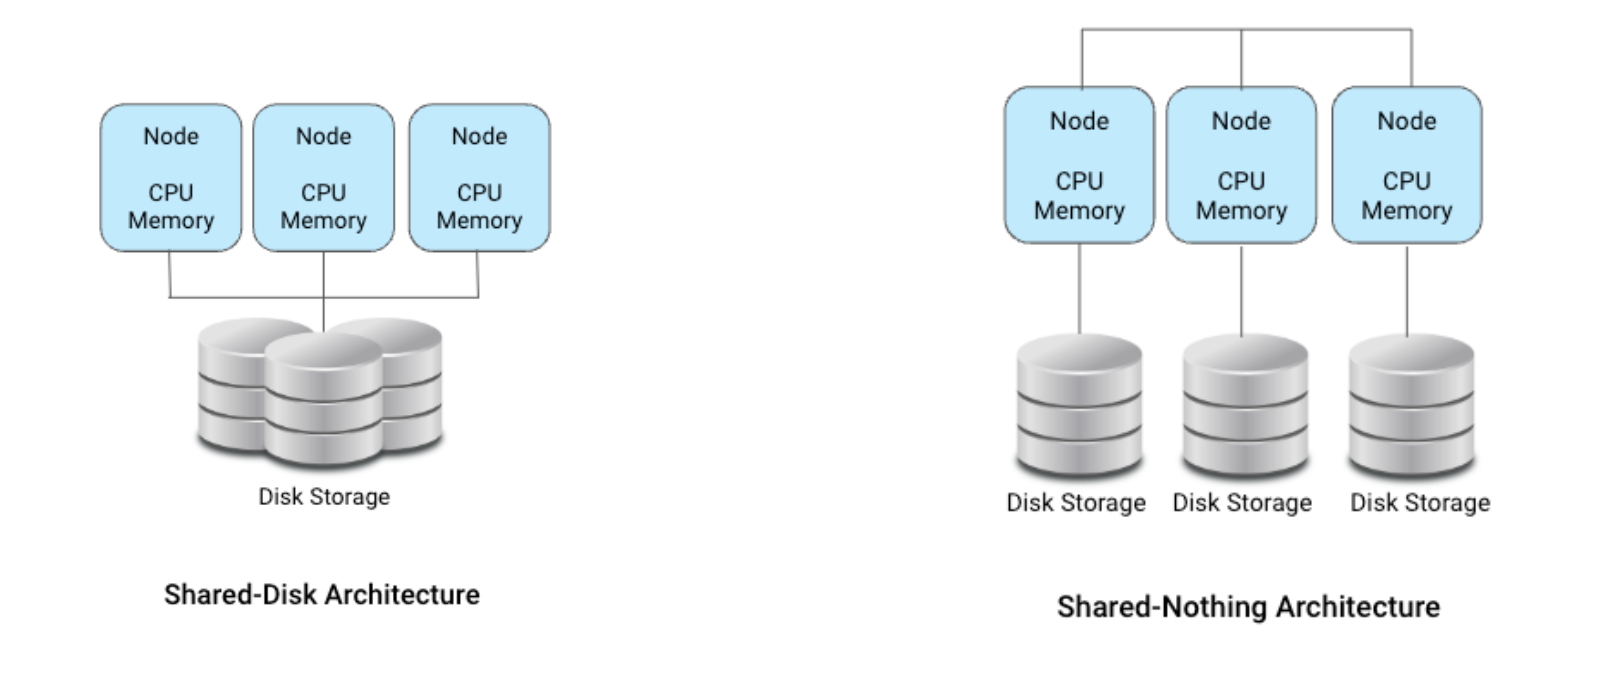 Node
CPU
Memory
Node
CPU
Memory
Node
CPU
Memory
Disk Storage
Shared-Disk Architecture
Node
CPU
Memory
Node
CPU
Memory
Node
CPU
Memory
Disk Storage
Disk Storage
Disk Storage
Shared-Nothing Architecture